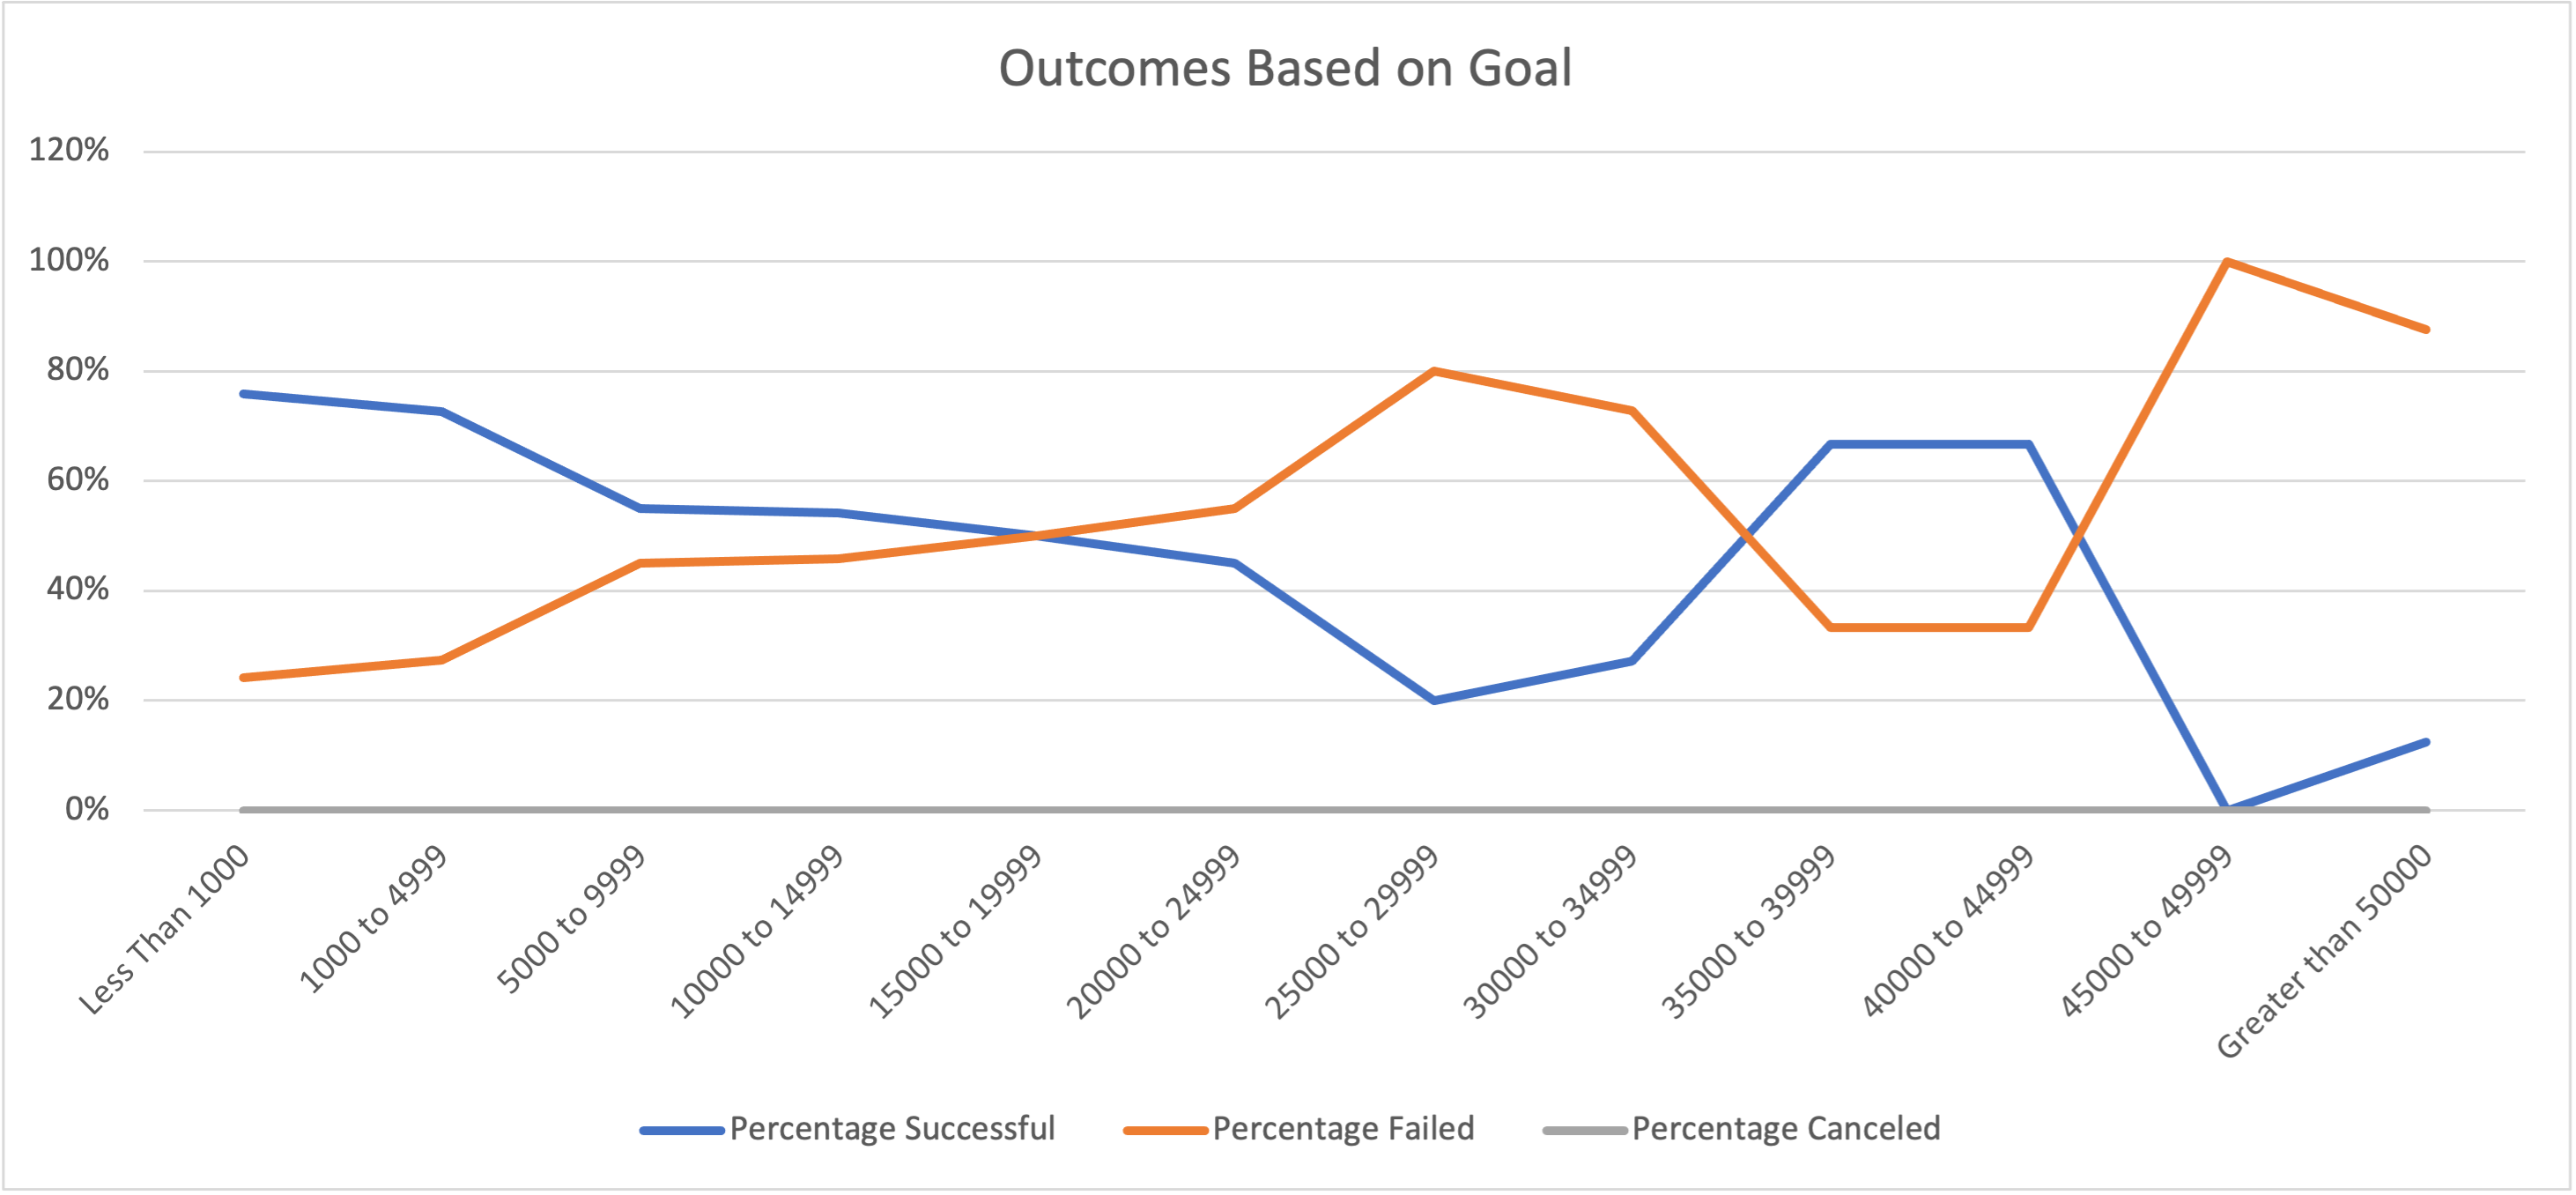 Outcomes Based on Goal
120%
100%
80%
60%
40%
20%
0%
Less Than 1000
1000 to 4999
5000 to 9999
10000 to 14999
15000 to 19999
20000 to 24999
25000 to 29999
30000 to 34999
35000 to 39999
40000 to 44999
45000 to 49999
Greater than 50000
Percentage Successful
Percentage Failed
Percentage Canceled